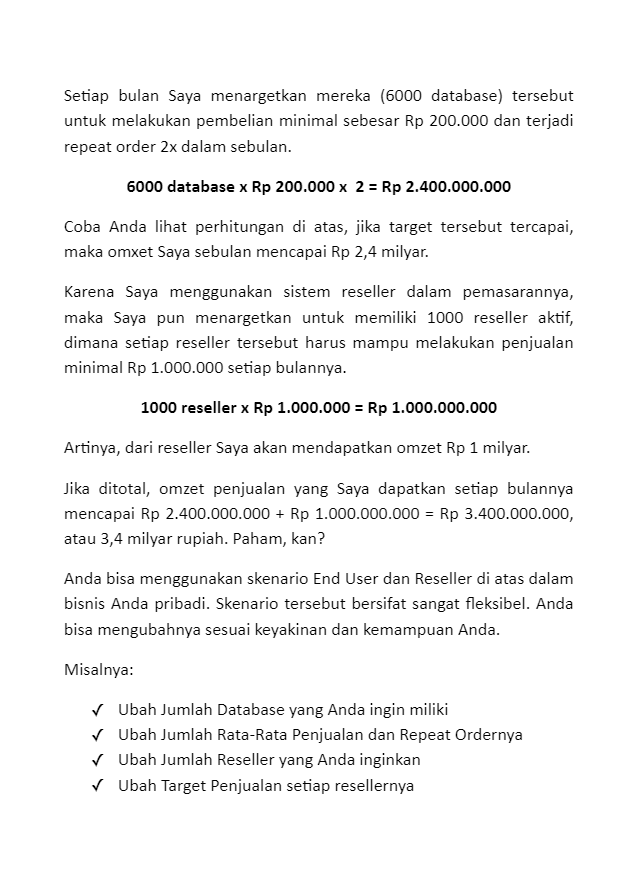 Setiap bulan Saya menargetkan mereka (6000 database) tersebut
untuk melakukan pembelian minimal sebesar Rp 200.000 dan terjadi
repeat order 2x dalam sebulan.
6000 database x Rp 200.000 x 2 = Rp 2.400.000.000
Coba Anda lihat perhitungan di atas, jika target tersebut tercapai,
maka omxet Saya sebulan mencapai Rp 2,4 milyar.
Karena Saya menggunakan sistem reseller dalam pemasarannya,
maka Saya pun menargetkan untuk memiliki 1000 reseller aktif,
dimana setiap reseller tersebut harus mampu melakukan penjualan
minimal Rp 1.000.000 setiap bulannya.
1000 reseller x Rp 1.000.000 = Rp 1.000.000.000
Artinya, dari reseller Saya akan mendapatkan omzet Rp 1 milyar.
Jika ditotal, omzet penjualan yang Saya dapatkan setiap bulannya
mencapai Rp 2.400.000.000 + Rp 1.000.000.000 = Rp 3.400.000.000,
atau 3,4 milyar rupiah. Paham, kan?
Anda bisa menggunakan skenario End User dan Reseller di atas dalam
bisnis Anda pribadi. Skenario tersebut bersifat sangat fleksibel. Anda
bisa mengubahnya sesuai keyakinan dan kemampuan Anda.
Misalnya:
✓ Ubah Jumlah Database yang Anda ingin miliki
✓ Ubah Jumlah Rata-Rata Penjualan dan Repeat Ordernya
✓ Ubah Jumlah Reseller yang Anda inginkan
✓ Ubah Target Penjualan setiap resellernya